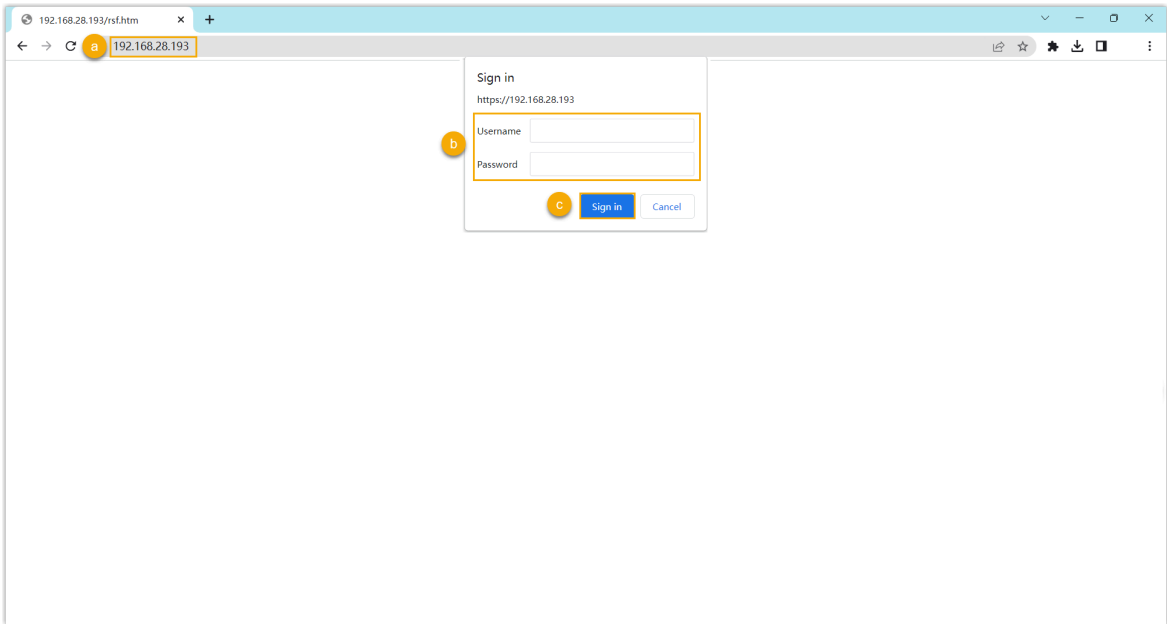 192.168.28.193/rsf.htm
a 192.168.28.193
Sign in
https://192.168.28.193
Username
b
Password
c Sign in Cancel